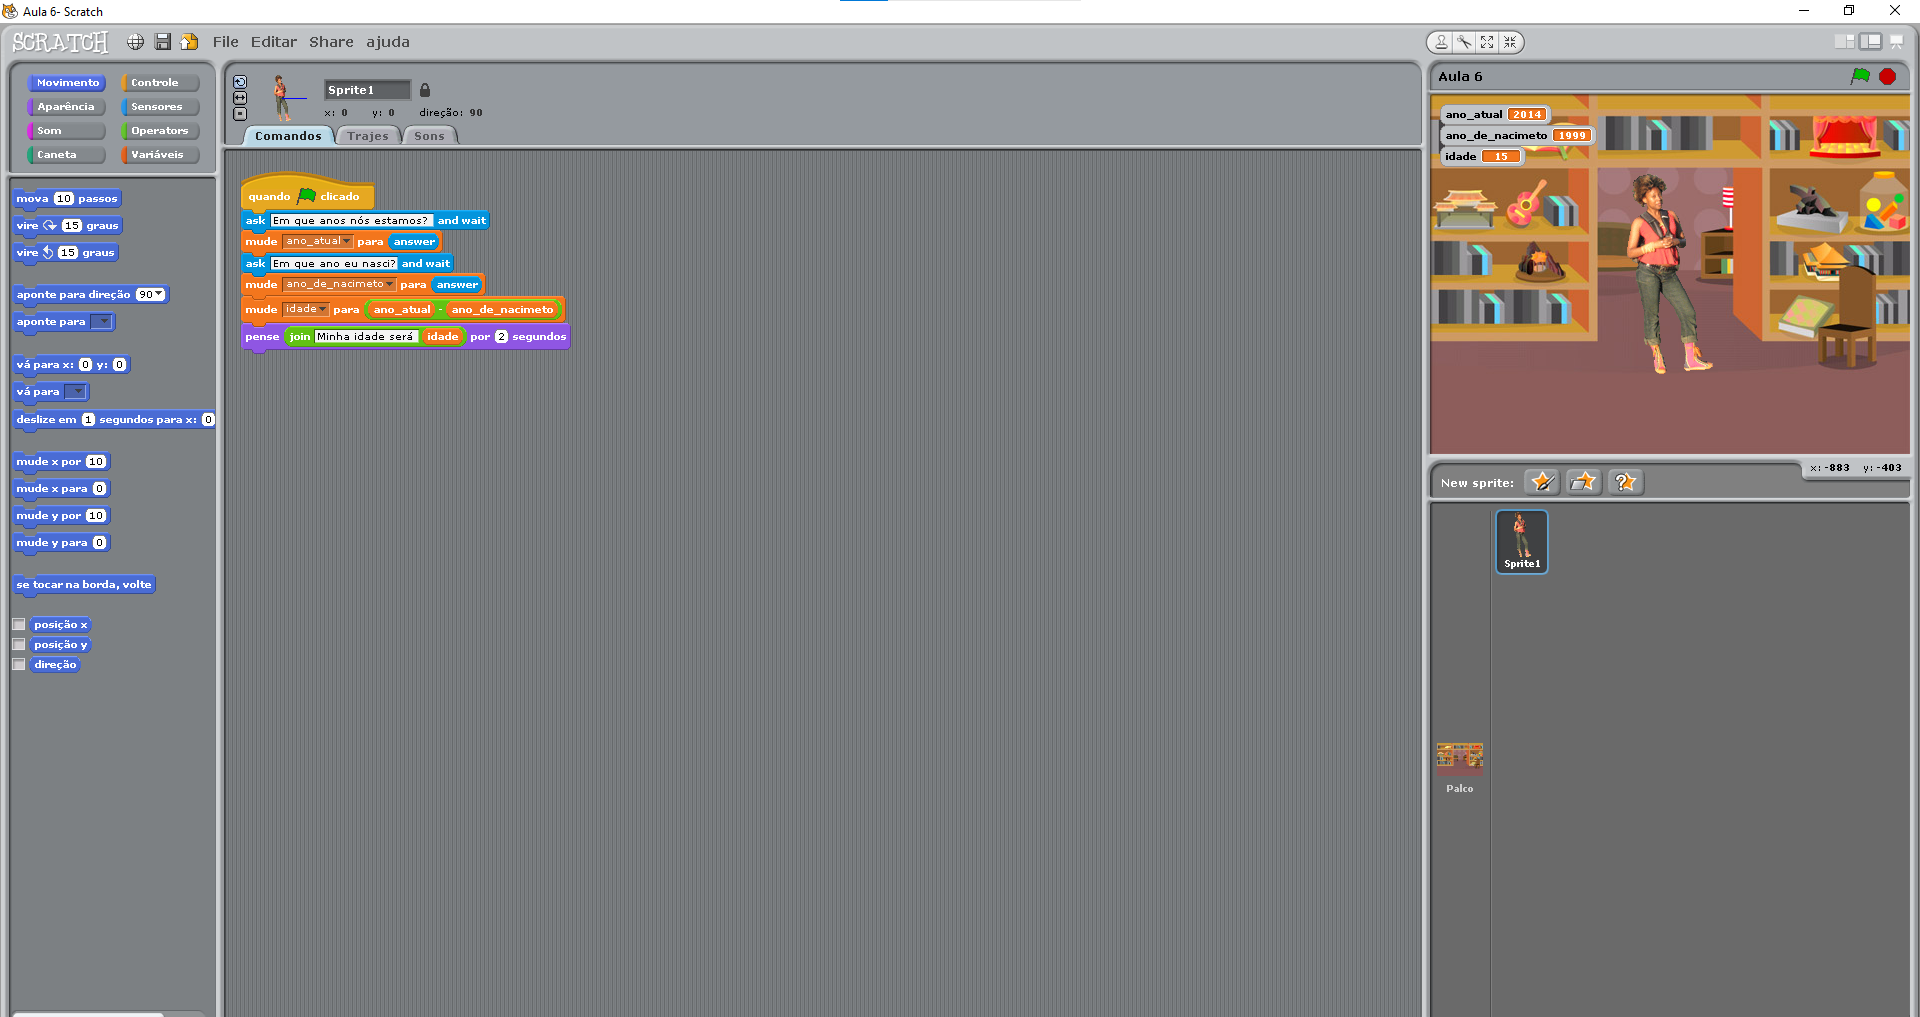 Aula 6- Scratch
SCRATCH File Editar Share ajuda
Movimento Controle
Aparência Sensores
Som Operators
Caneta Variáveis
mova 10 passos
vire 15 graus
vire 15 graus
aponte para direção 90
aponte para
vá para x: 0 y: 0
vá para
deslize em 1 segundos para x: 0
mude x por 10
mude x para 0
mude y por 10
mude y para 0
se tocar na borda, volte
posição x
posição y
direção
Sprite1
x: 0 y: 0 direção: 90
Comandos Trajes Sons
quando clicado
ask Em que anos nós estamos? and wait
mude ano_atual para answer
ask Em que ano eu nasci? and wait
mude ano_de_nacimeto para answer
mude idade para ano_atual - ano_de_nacimeto
pense join Minha idade será idade por 2 segundos
Aula 6
ano_atual 2014
ano_de_nacimeto 1999
idade 15
x: -883 y: -403
New sprite:
Sprite1
Palco